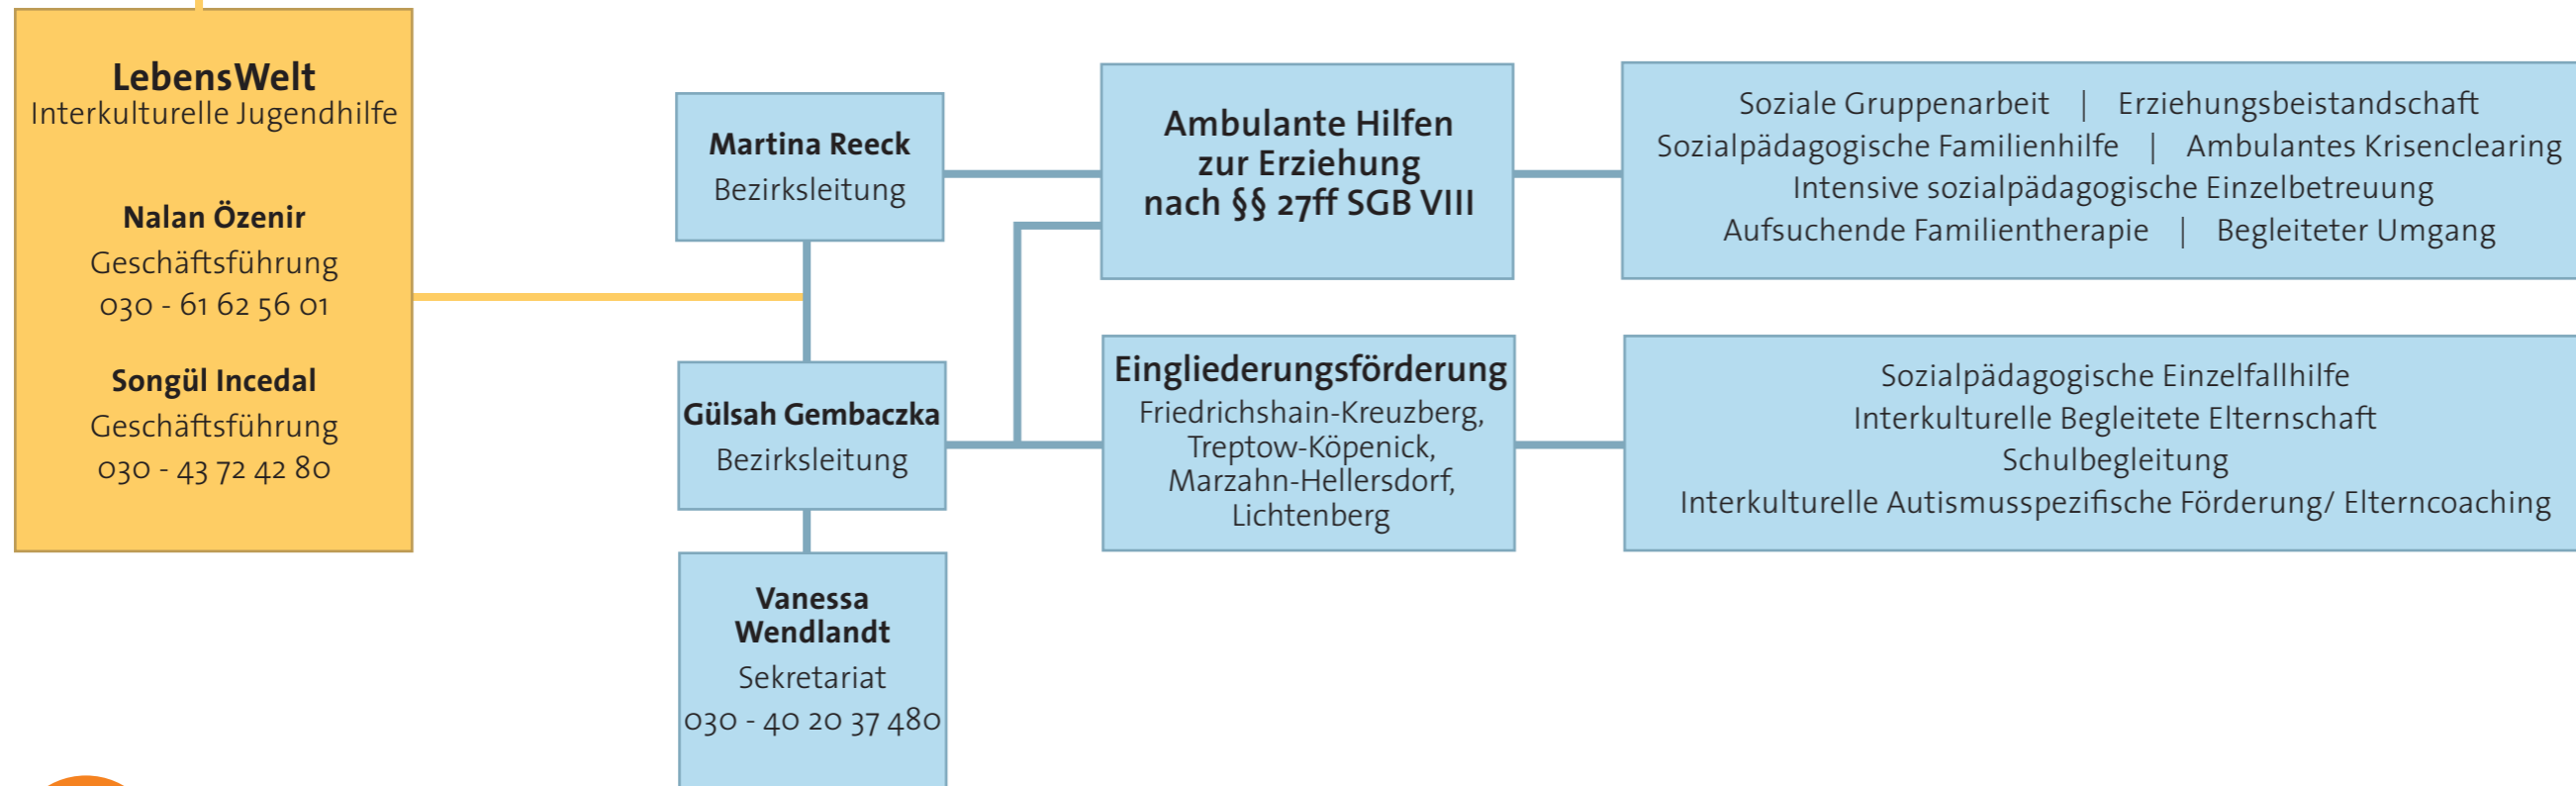 LebensWelt
Interkulturelle Jugendhilfe
Nalan Özenir
Geschäftsführung
030 - 61 62 56 01
Songül Incedal
Geschäftsführung
030 - 43 72 42 80
Martina Reeck
Bezirksleitung
Gülsah Gembaczka
Bezirksleitung
Vanessa
Wendlandt
Sekretariat
030 - 40 20 37 480
Ambulante Hilfen
zur Erziehung
nach §§ 27ff SGB VIII
Eingliederungsförderung
Friedrichshain-Kreuzberg,
Treptow-Köpenick,
Marzahn-Hellersdorf,
Lichtenberg
Soziale Gruppenarbeit | Erziehungsbeistandschaft
Sozialpädagogische Familienhilfe | Ambulantes Krisenclearing
Intensive sozialpädagogische Einzelbetreuung
Aufsuchende Familientherapie | Begleiteter Umgang
Sozialpädagogische Einzelfallhilfe
Interkulturelle Begleitete Elternschaft
Schulbegleitung
Interkulturelle Autismusspezifische Förderung/ Elterncoaching